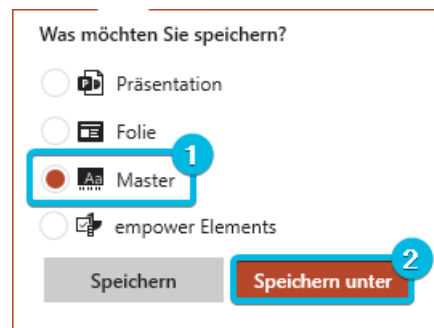 Was möchten Sie speichern?
Präsentation
Folie
1
Aa Master
empower Elements
2
Speichern Speichern unter